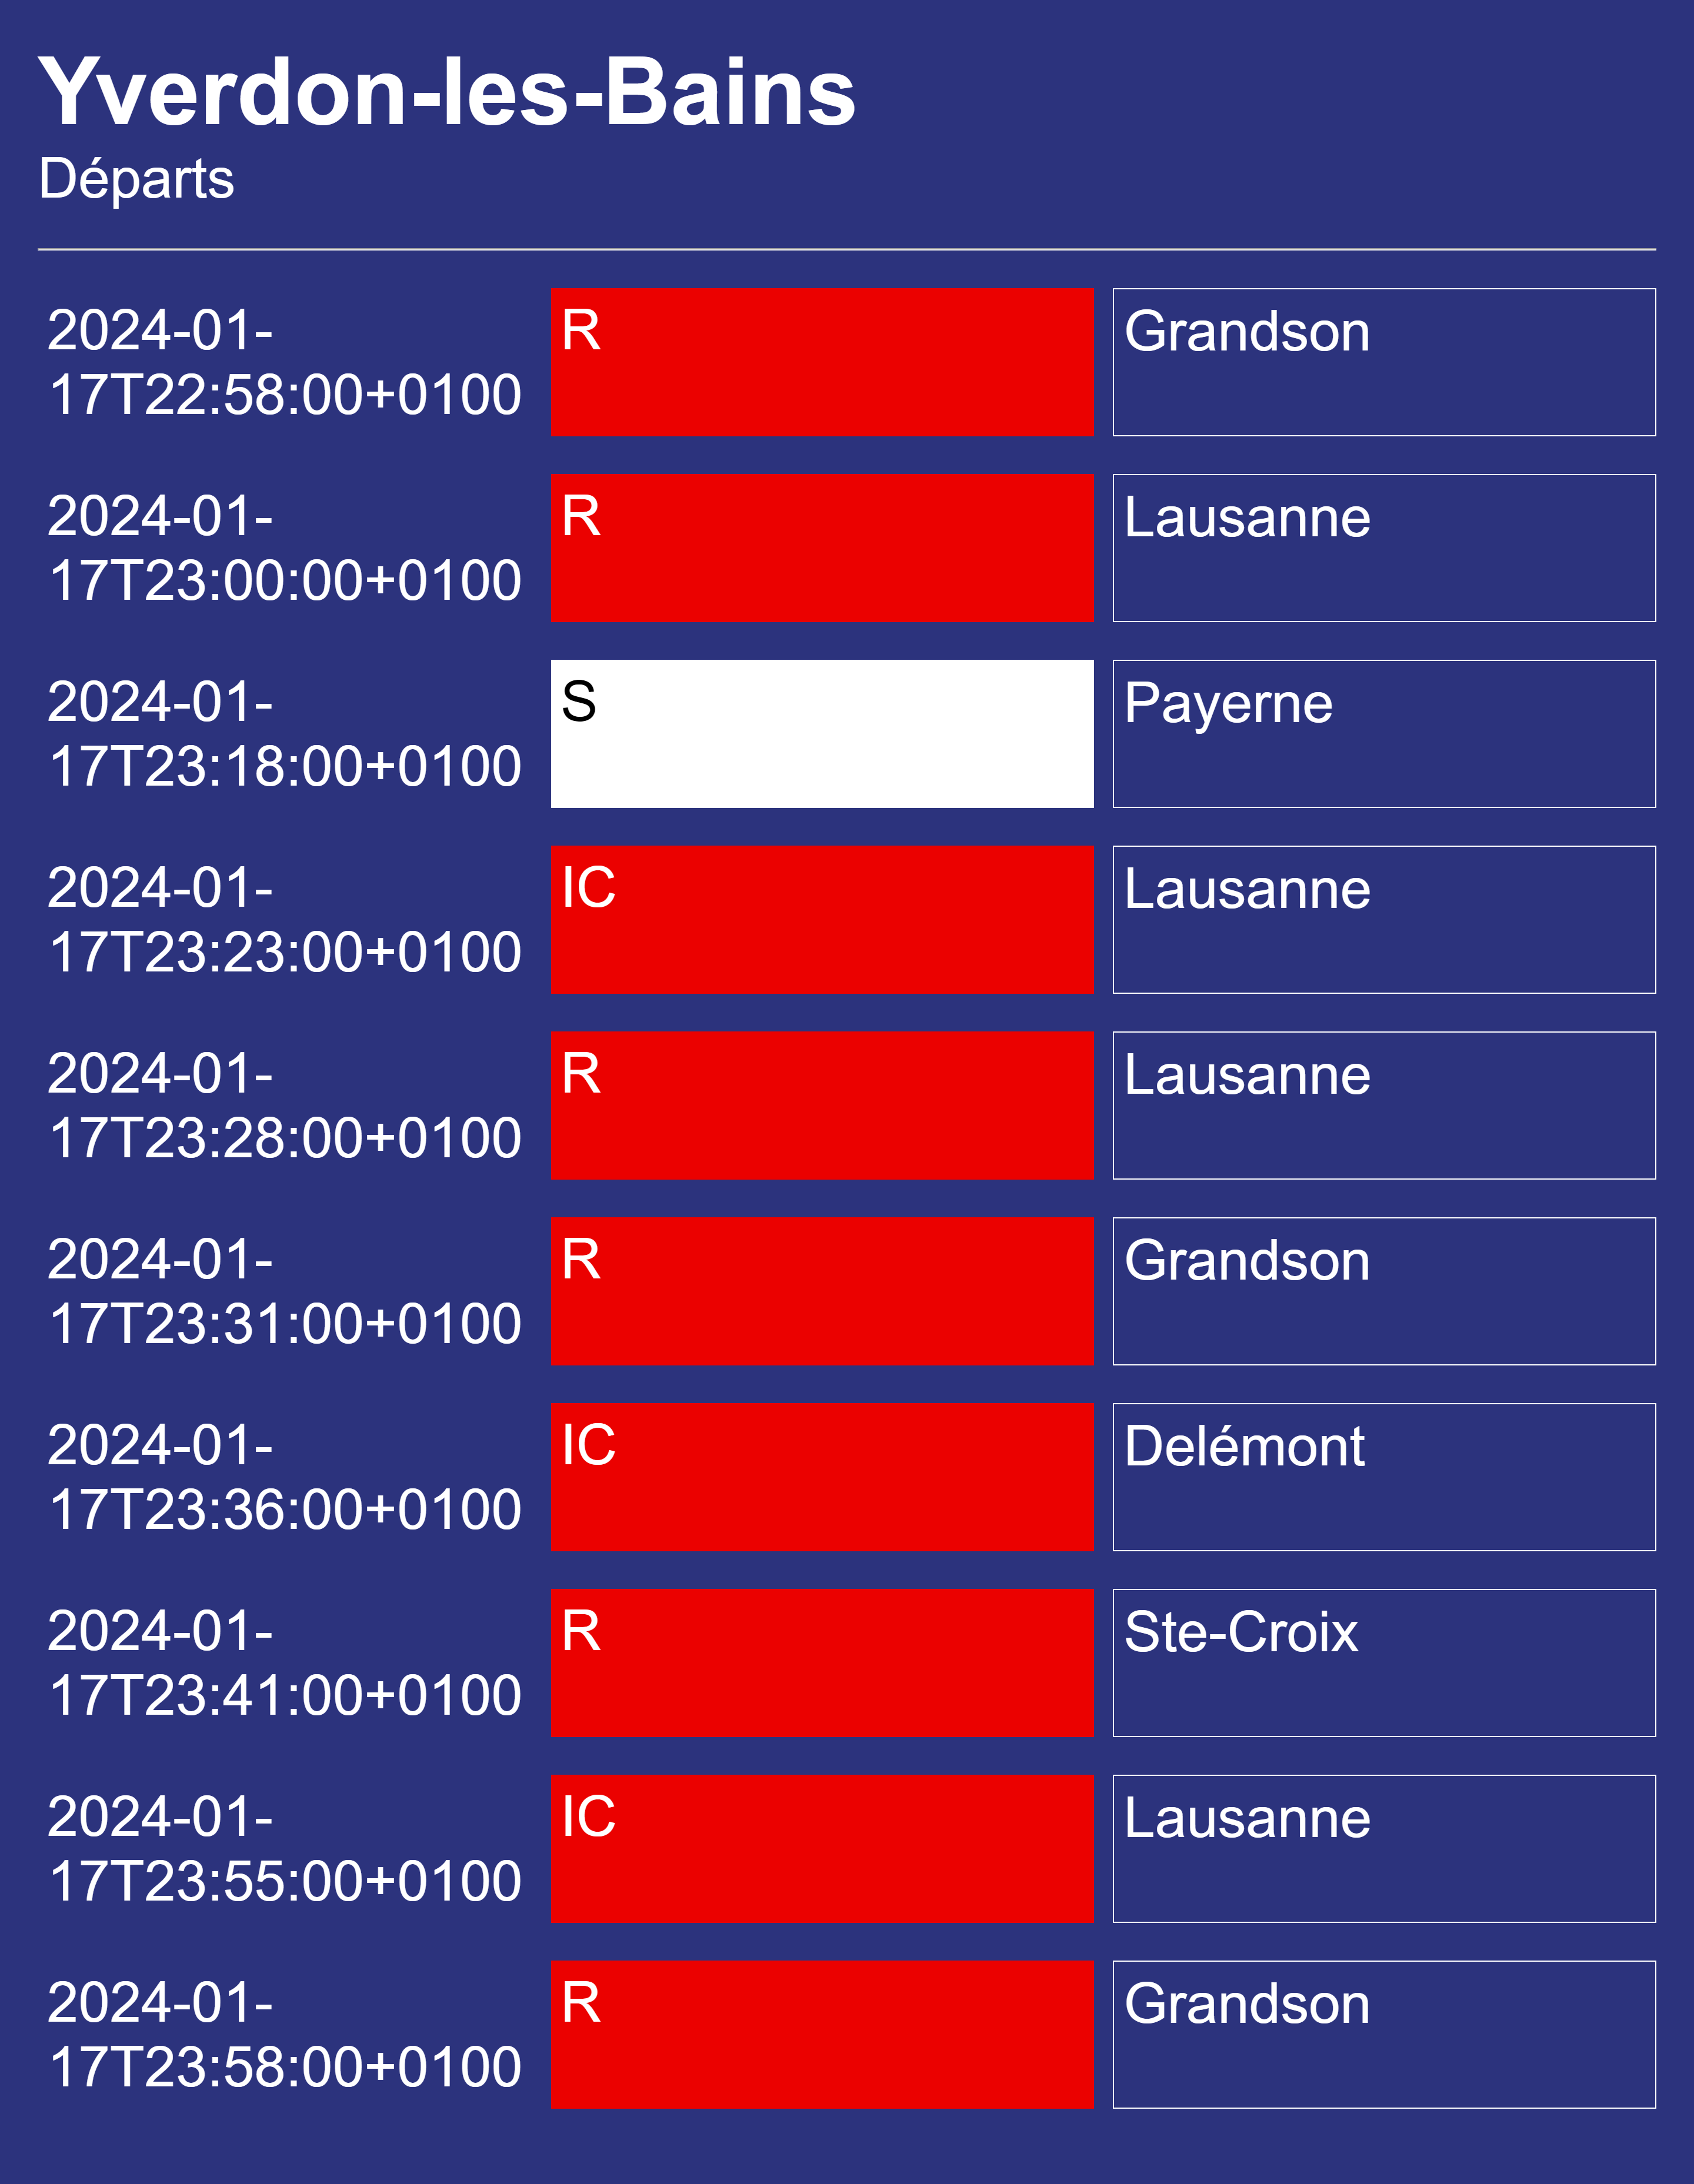 Yverdon-les-Bains
Départs
2024-01-
17T22:58:00+0100
R
Grandson
2024-01-
17T23:00:00+0100
R
Lausanne
2024-01-
17T23:18:00+0100
S
Payerne
2024-01-
17T23:23:00+0100
IC
Lausanne
2024-01-
17T23:28:00+0100
R
Lausanne
2024-01-
17T23:31:00+0100
R
Grandson
2024-01-
17T23:36:00+0100
IC
Delémont
2024-01-
17T23:41:00+0100
R
Ste-Croix
2024-01-
17T23:55:00+0100
IC
Lausanne
2024-01-
17T23:58:00+0100
R
Grandson